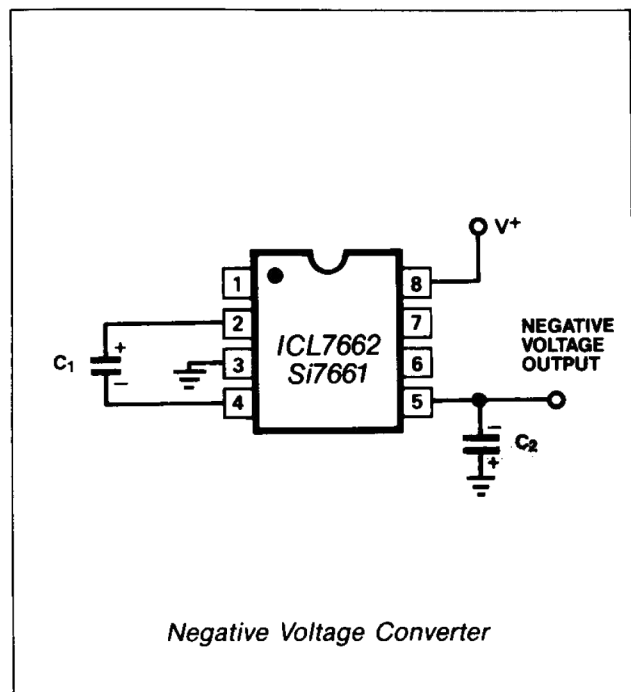 V+
1
8
2
7
ICL7662
Si7661
NEGATIVE
VOLTAGE
OUTPUT
C1
+
−
3
6
4
5
−
+
C2
Negative Voltage Converter